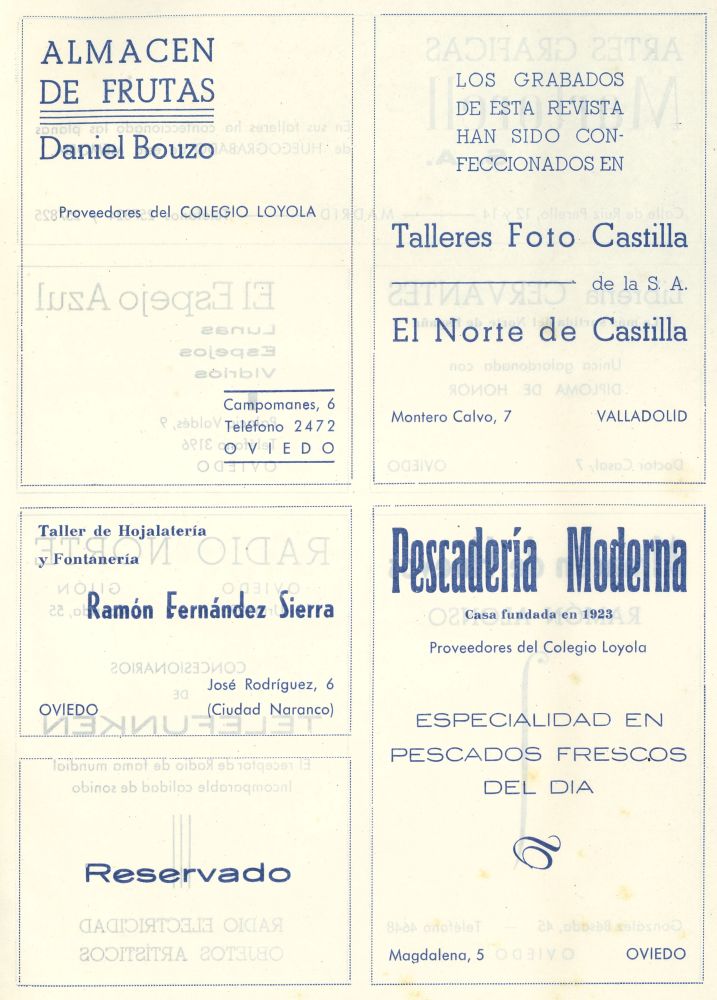 ALMACEN
DE FRUTAS
Daniel Bouzo
Proveedores del COLEGIO LOYOLA
Campomanes, 6
Teléfono 2472
OVIEDO
LOS GRABADOS
DE ESTA REVISTA
HAN SIDO CON-
FECCIONADOS EN
Talleres Foto Castilla
de la S. A.
El Norte de Castilla
Montero Calvo, 7 VALLADOLID
Taller de Hojalatería
y Fontanería
Ramón Fernández Sierra
José Rodríguez, 6
OVIEDO (Ciudad Naranco)
Reservado
Pescadería Moderna
Casa fundada en 1923
Proveedores del Colegio Loyola
ESPECIALIDAD EN
PESCADOS FRESCOS
DEL DIA
Magdalena, 5 OVIEDO